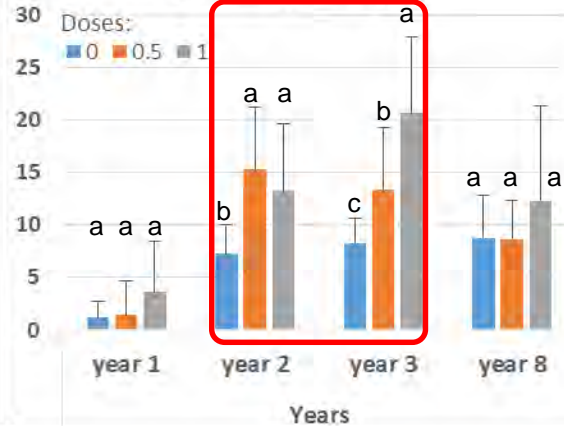 30
Doses:
0 0.5 1
25
20
15
10
5
0
a a a
b a a
c b a
a a a
year 1 year 2 year 3 year 8
Years